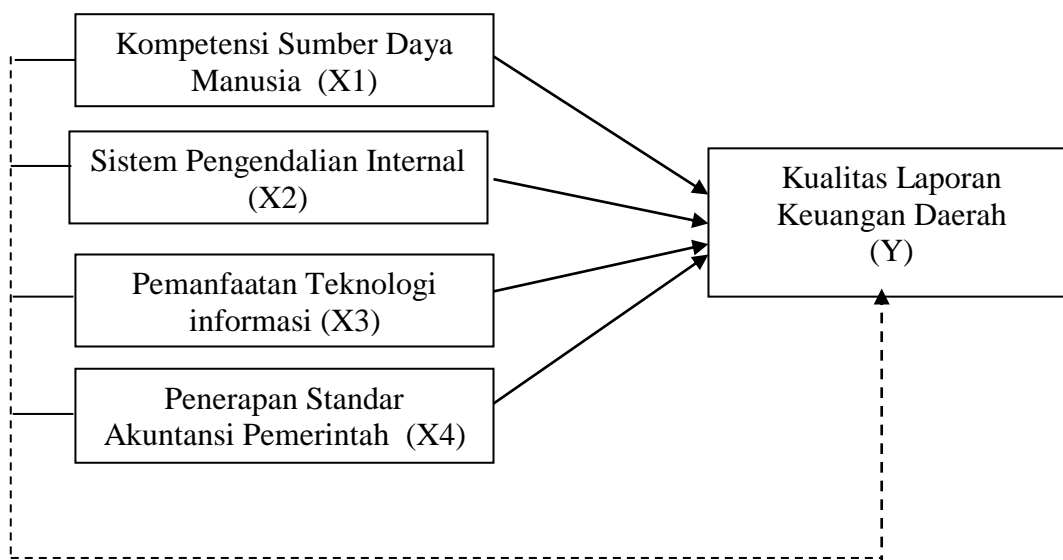 Kompetensi Sumber Daya
Manusia (X1)
Sistem Pengendalian Internal
(X2)
Pemanfaatan Teknologi
informasi (X3)
Penerapan Standar
Akuntansi Pemerintah (X4)
Kualitas Laporan
Keuangan Daerah
(Y)